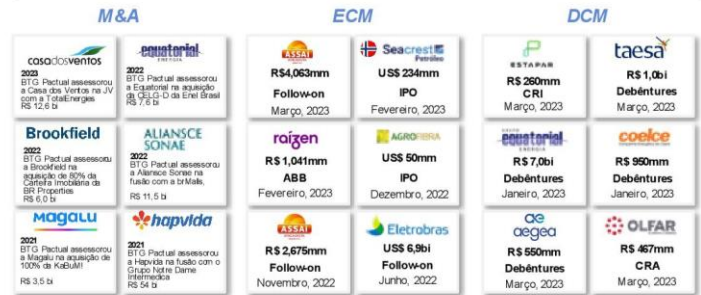 M&A
ECM
DCM
casadosventos
2023
BTG Pactual assessorou
a Casa dos Ventos na JV
com a TotalEnergies
R$ 12,6 bi
equatorial
ENERGIA
2022
BTG Pactual assessorou
a Equatorial na aquisição
da CELG-D da Enel Brasil
R$ 7,6 bi
Brookfield
2022
BTG Pactual assessorou
a Brookfield na
aquisição de 80% da
Carteira Imobiliária da
BR Properties
R$ 6,0 bi
ALIANSCE
SONAE
2022
BTG Pactual assessorou
a Aliansce Sonae na
fusão com a brMalls,
R$ 11,5 bi
Magalu
2021
BTG Pactual assessorou
a Magalu na aquisição de
100% da KaBuM!
R$ 3,5 bi
hapvida
2021
BTG Pactual assessorou
a Hapvida na fusão com o
Grupo Notre Dame
Intermedica
R$ 54 bi
ASSAÍ
R$4,063mm
Follow-on
Março, 2023
Seacrest
Petróleo
US$ 234mm
IPO
Fevereiro, 2023
raízen
R$ 1,041mm
ABB
Fevereiro, 2023
AGROFIBRA
US$ 50mm
IPO
Dezembro, 2022
ASSAÍ
R$ 2,675mm
Follow-on
Novembro, 2022
Eletrobras
US$ 6,9bi
Follow-on
Junho, 2022
ESTAPAR
R$ 260mm
CRI
Março, 2023
taesa
R$ 1,0bi
Debêntures
Março, 2023
GRUPO
equatorial
ENERGIA
R$ 7,0bi
Debêntures
Janeiro, 2023
coelce
R$ 950mm
Debêntures
Janeiro, 2023
ae
aegea
R$ 550mm
Debêntures
Março, 2023
OLFAR
R$ 467mm
CRA
Março, 2023